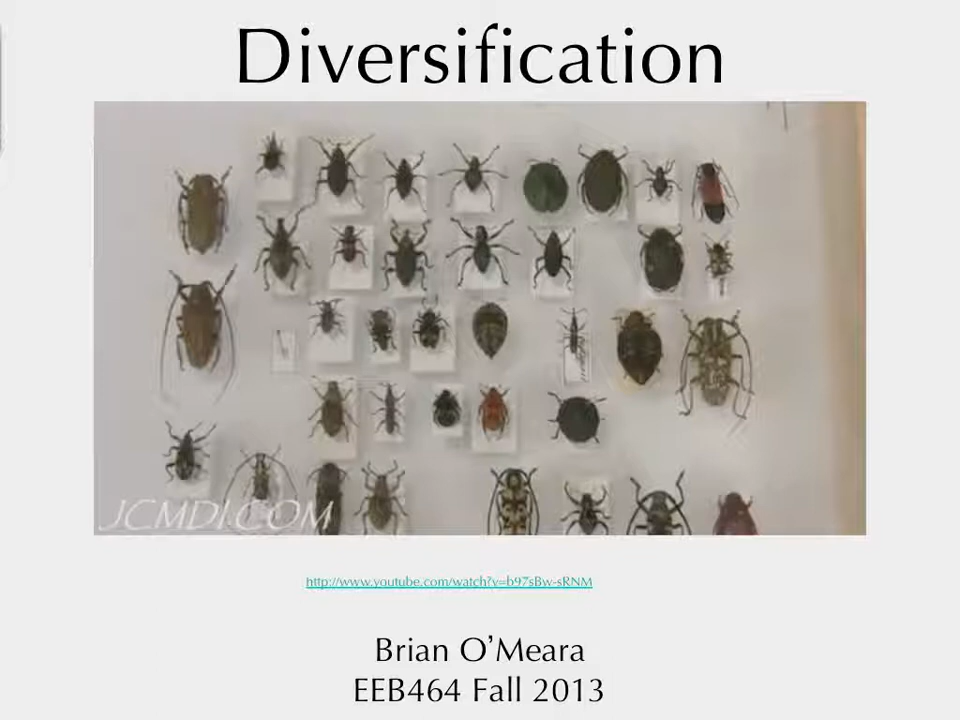 Diversification
JCMDI.COM
http://www.youtube.com/watch?v=b97sBw-sRNM
Brian O’Meara
EEB464 Fall 2013